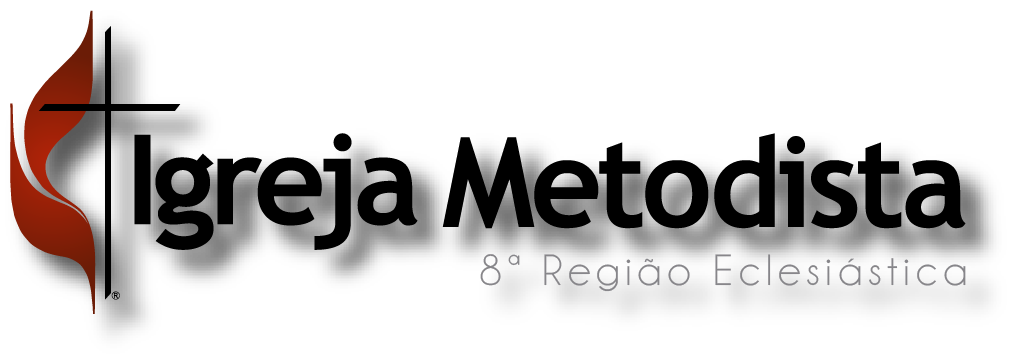 Igreja Metodista
8ª Região Eclesiástica
®